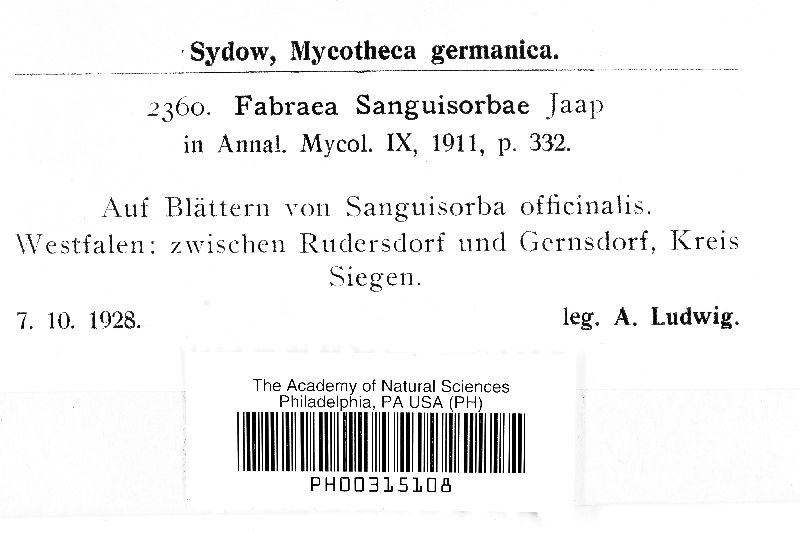 Sydow, Mycotheca germanica.
2360. Fabraea Sanguisorbae Jaap
in Annal. Mycol. IX, 1911, p. 332.
Auf Blättern von Sanguisorba officinalis.
Westfalen: zwischen Rudersdorf und Gernsdorf, Kreis
Siegen.
7. 10. 1928. leg. A. Ludwig.
The Academy of Natural Sciences
Philadelphia, PA USA (PH)
PH00315108